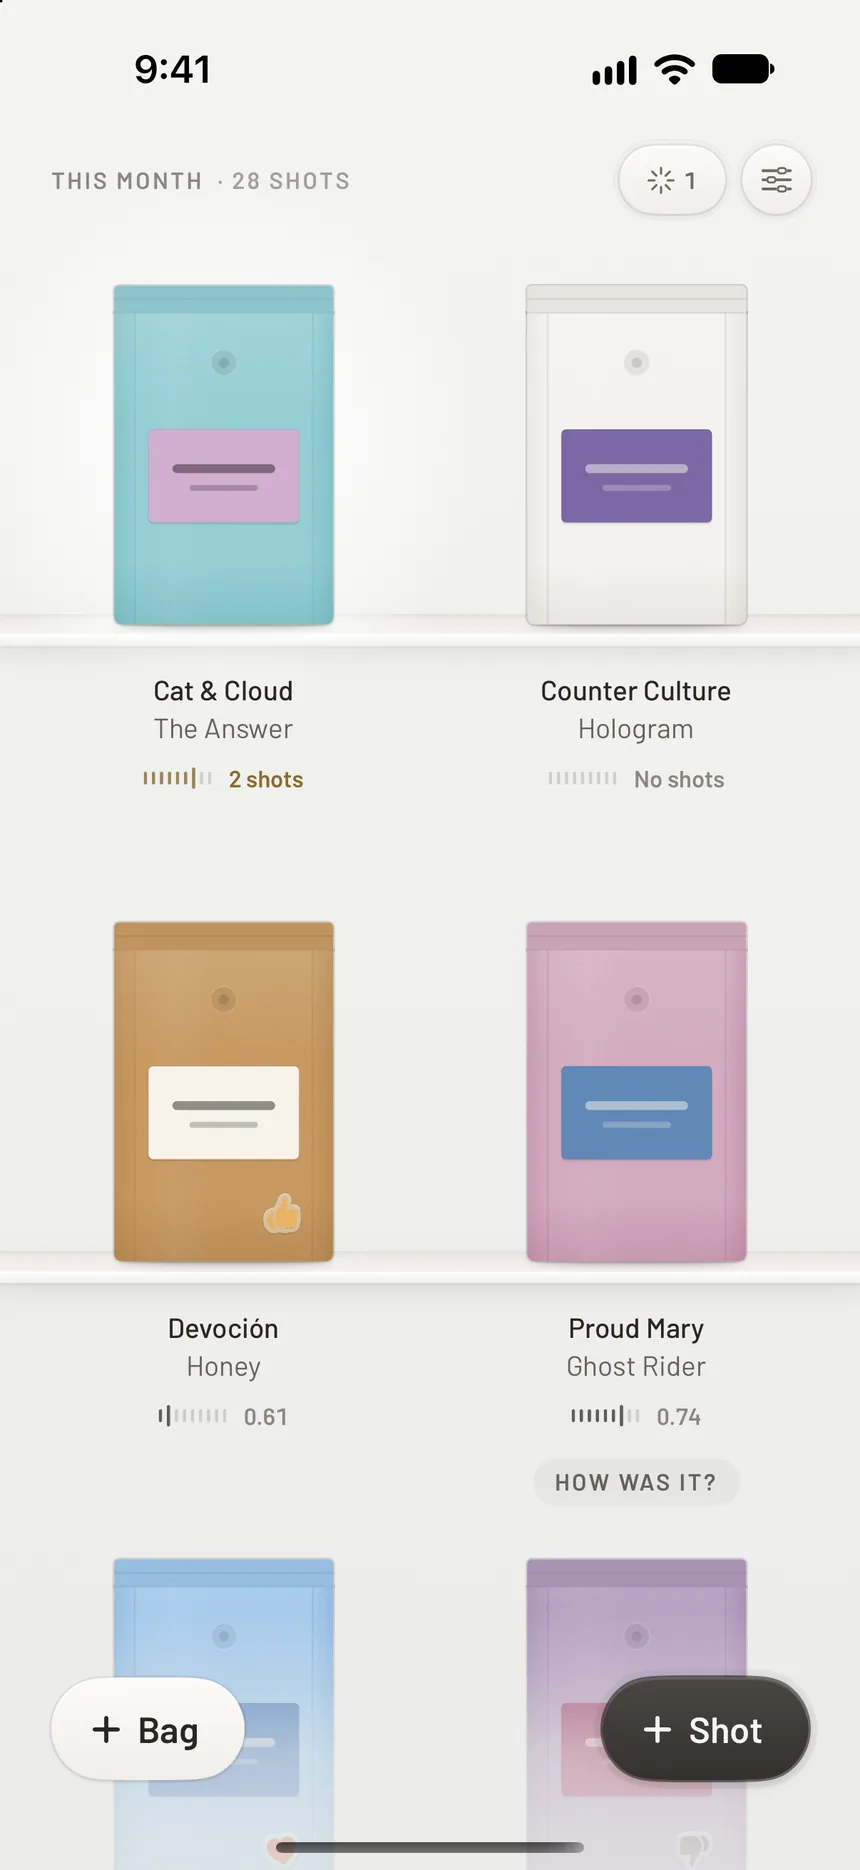 9:41
THIS MONTH · 28 SHOTS
1
Cat & Cloud
The Answer
2 shots
Counter Culture
Hologram
No shots
Devoción
Honey
0.61
Proud Mary
Ghost Rider
0.74
HOW WAS IT?
+ Bag
+ Shot